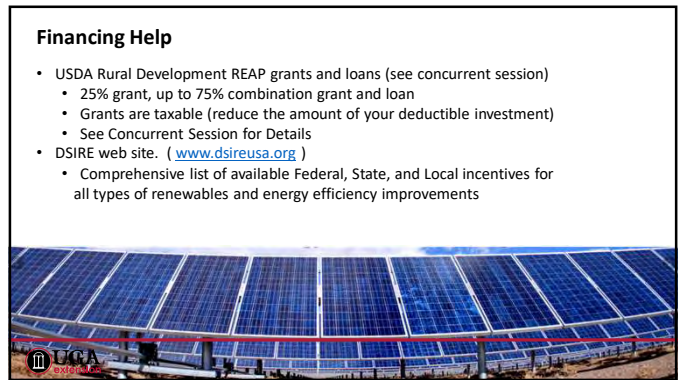 Financing Help
• USDA Rural Development REAP grants and loans (see concurrent session)
• 25% grant, up to 75% combination grant and loan
• Grants are taxable (reduce the amount of your deductible investment)
• See Concurrent Session for Details
• DSIRE web site. ( www.dsireusa.org )
• Comprehensive list of available Federal, State, and Local incentives for
all types of renewables and energy efficiency improvements
UGA
extension